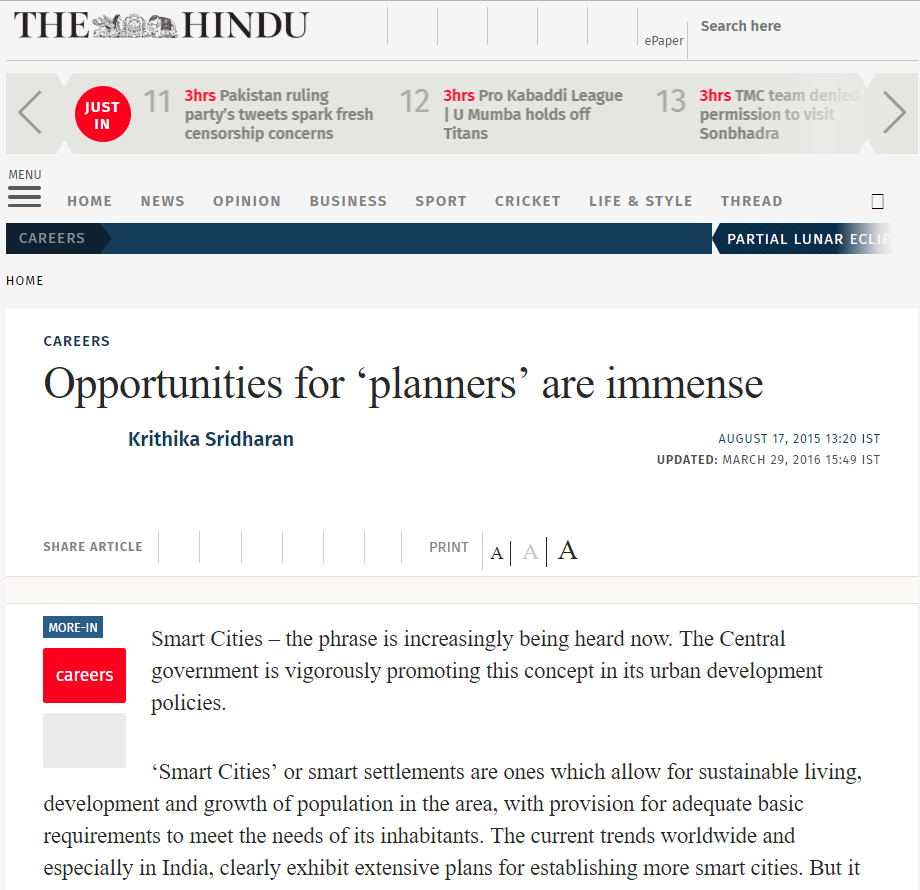 THE HINDU
ePaper
Search here
JUST IN
11
3hrs Pakistan ruling
party's tweets spark fresh
censorship concerns
12
3hrs Pro Kabaddi League
| U Mumba holds off
Titans
13
3hrs TMC team denied
permission to visit
Sonbhadra
MENU
HOME NEWS OPINION BUSINESS SPORT CRICKET LIFE & STYLE THREAD
CAREERS
PARTIAL LUNAR ECLIP
HOME
CAREERS
Opportunities for ‘planners’ are immense
Krithika Sridharan
AUGUST 17, 2015 13:20 IST
UPDATED: MARCH 29, 2016 15:49 IST
SHARE ARTICLE
PRINT
A | A | A
MORE-IN
careers
Smart Cities – the phrase is increasingly being heard now. The Central
government is vigorously promoting this concept in its urban development
policies.
‘Smart Cities’ or smart settlements are ones which allow for sustainable living,
development and growth of population in the area, with provision for adequate basic
requirements to meet the needs of its inhabitants. The current trends worldwide and
especially in India, clearly exhibit extensive plans for establishing more smart cities. But it